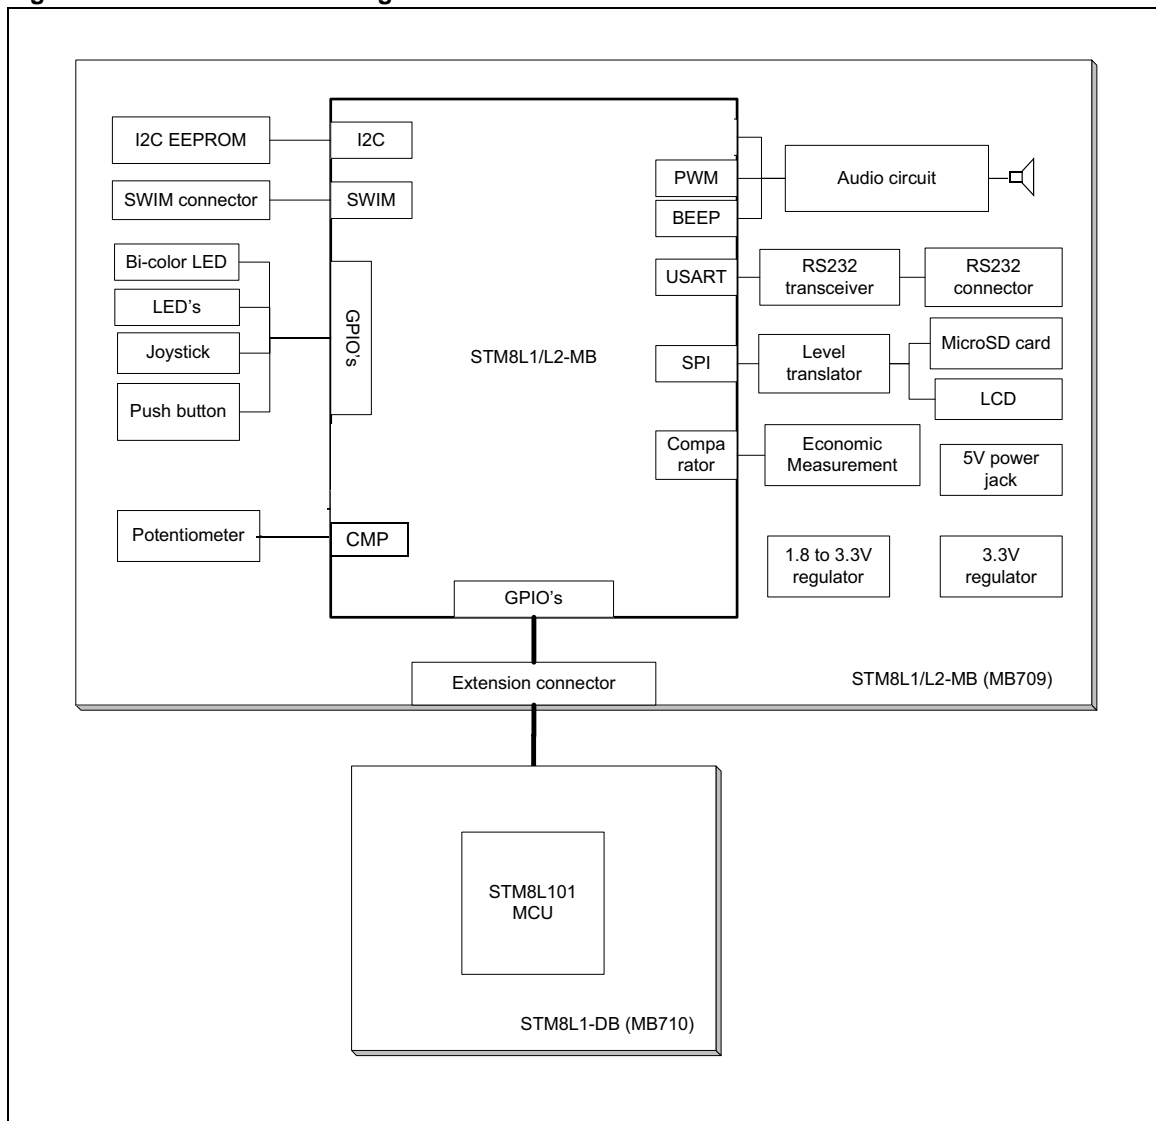 I2C EEPROM
I2C
SWIM connector
SWIM
Bi-color LED
LED's
Joystick
Push button
GPIO's
Potentiometer
CMP
STM8L1/L2-MB
PWM
BEEP
Audio circuit
USART
RS232
transceiver
RS232
connector
SPI
Level
translator
MicroSD card
LCD
Compa
rator
Economic
Measurement
5V power
jack
1.8 to 3.3V
regulator
3.3V
regulator
GPIO's
Extension connector
STM8L1/L2-MB (MB709)
STM8L101
MCU
STM8L1-DB (MB710)